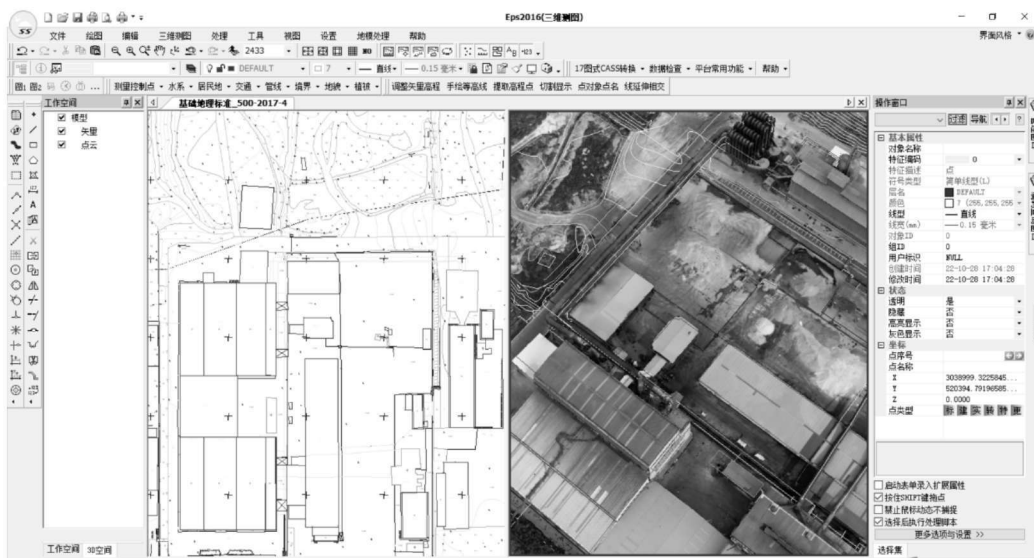 Eps2016(三维测图)
文件 绘图 编辑 三维测图 处理 工具 视图 设置 地模处理 帮助 界面风格
2433
DEFAULT 7 直线 0.15 毫米 17图式CASS转换 数据检查 平台常用功能 帮助
测量控制点 水系 居民地 交通 管线 境界 地貌 植被 调整矢量高程 手绘等高线 提取高程点 切割显示 点对象点名 线延伸相交
工作空间
模型
矢量
点云
工作空间 3D空间
基础地理标准_500-2017-4
操作窗口
过滤 导航 ?
基本属性
对象名称
特征编码 0
特征描述 点
符号类型 简单线型(L)
层名 DEFAULT
颜色 7 (255,255,255
线型 直线
线宽(mm) 0.15 毫米
对象ID 0
组ID 0
用户标识 NULL
创建时间 22-10-28 17:04:28
修改时间 22-10-28 17:04:28
状态
透明 是
隐藏 否
高亮显示 否
灰色显示 否
坐标
点序号
点名称
X 3038999.3225845...
Y 520394.79196585...
Z 0.0000
点类型
启动表单录入扩展属性
按住SHIFT键拖点
禁止鼠标动态不捕捉
选择后执行处理脚本
更多选项与设置 >>
选择集